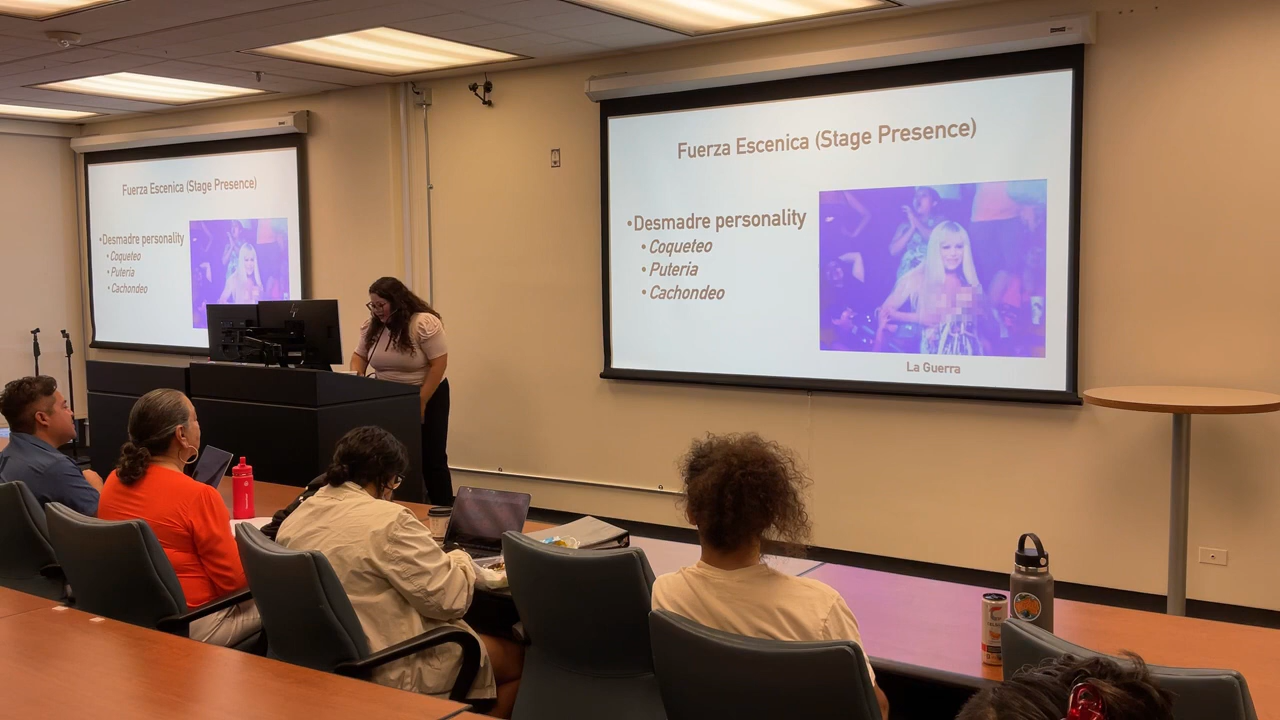 Fuerza Escenica (Stage Presence)
•Desmadre personality
• Coqueteo
• Puteria
• Cachondeo
Fuerza Escenica (Stage Presence)
•Desmadre personality
• Coqueteo
• Puteria
• Cachondeo
La Guerra